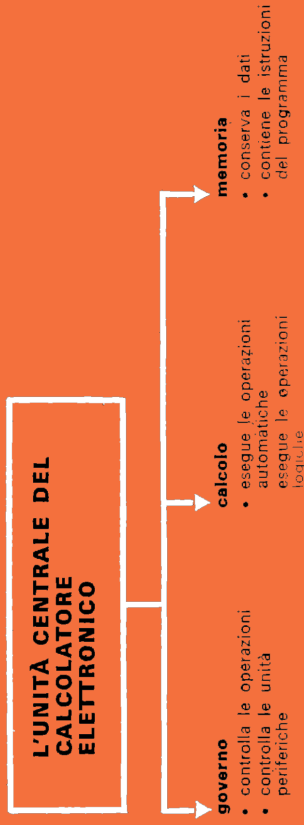 L'UNITÀ CENTRALE DEL
CALCOLATORE
ELETTRONICO
governo
• controlla le operazioni
• controlla le unità
periferiche
calcolo
• esegue le operazioni
automatiche
esegue le operazioni
logiche
memoria
• conserva i dati
• contiene le istruzioni
del programma